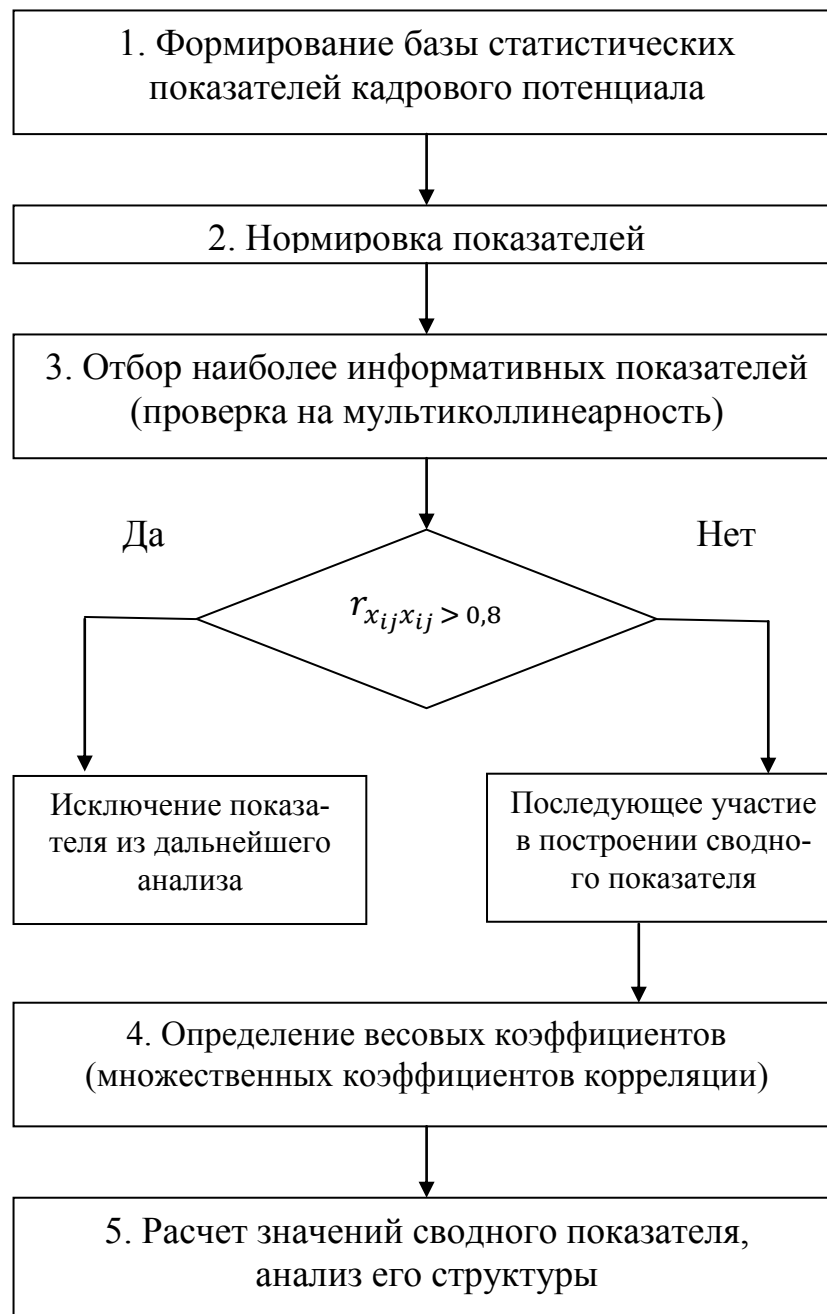 1. Формирование базы статистических
показателей кадрового потенциала
2. Нормировка показателей
3. Отбор наиболее информативных показателей
(проверка на мультиколлинеарность)
Да
Нет
r_{x_{ij}x_{ij}} > 0,8
Исключение показа-
теля из дальнейшего
анализа
Последующее участие
в построении сводно-
го показателя
4. Определение весовых коэффициентов
(множественных коэффициентов корреляции)
5. Расчет значений сводного показателя,
анализ его структуры